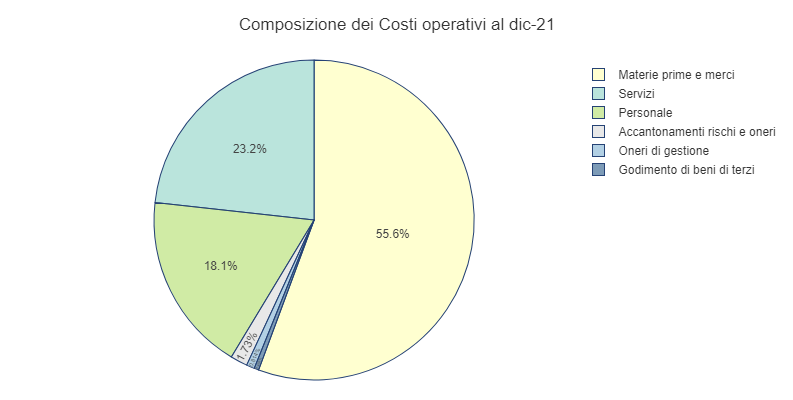 Composizione dei Costi operativi al dic-21
55.6%
23.2%
18.1%
1.73%
Materie prime e merci
Servizi
Personale
Accantonamenti rischi e oneri
Oneri di gestione
Godimento di beni di terzi